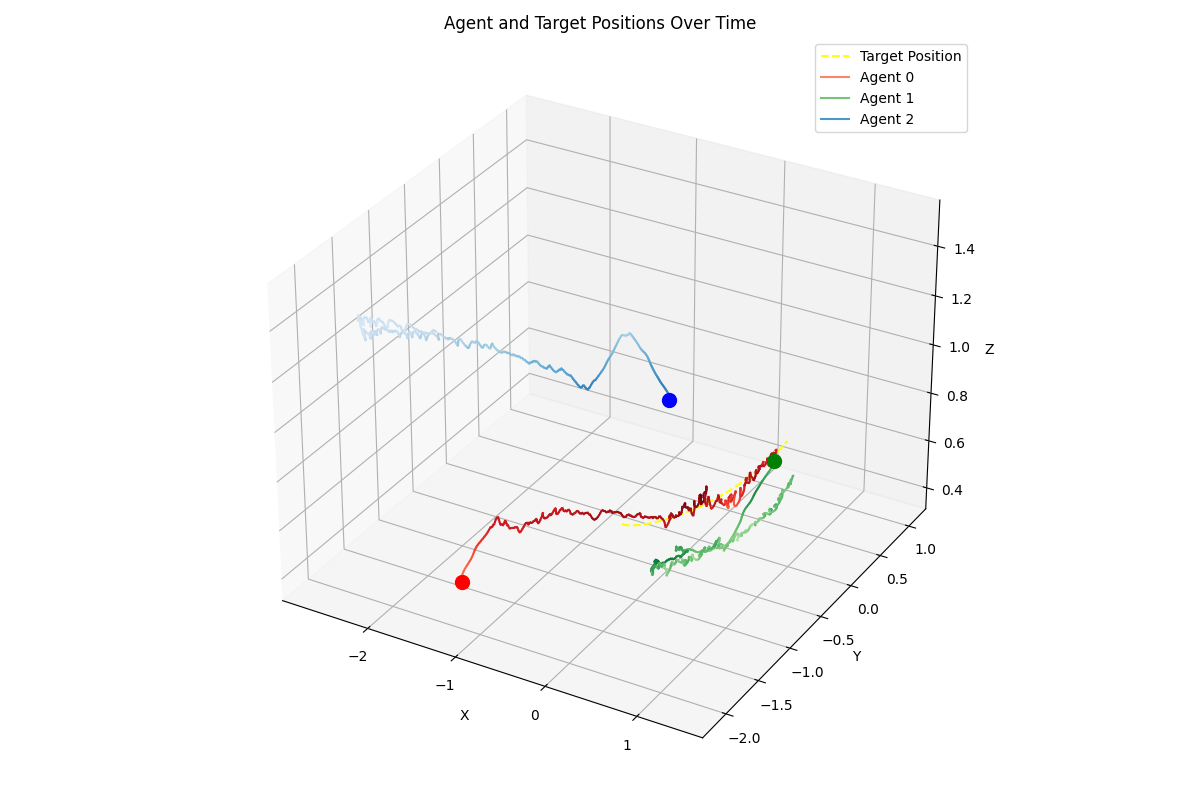 Agent and Target Positions Over Time
Target Position
Agent 0
Agent 1
Agent 2
1.4
1.2
1.0
0.8
0.6
0.4
Z
1.0
0.5
0.0
−0.5
−1.0
−1.5
−2.0
Y
−2
−1
0
1
X